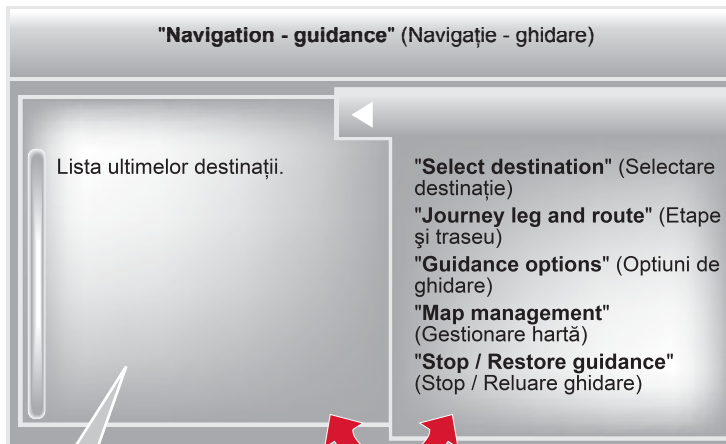 "Navigation - guidance" (Navigație - ghidare)
Lista ultimelor destinații.
"Select destination" (Selectare
destinație)
"Journey leg and route" (Etape
şi traseu)
"Guidance options" (Optiuni de
ghidare)
"Map management"
(Gestionare hartă)
"Stop / Restore guidance"
(Stop / Reluare ghidare)